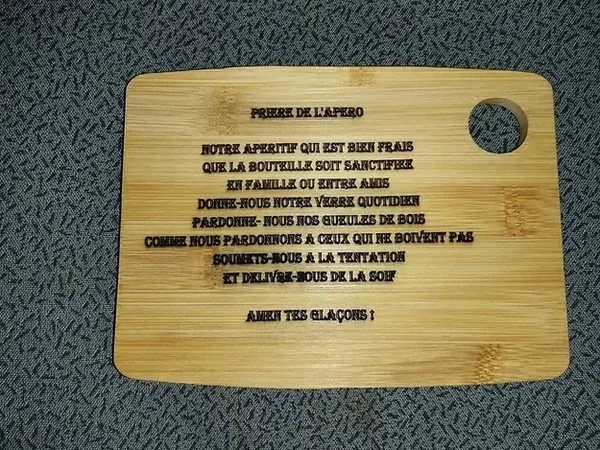 PRIERE DE L'APERO
NOTRE APERITIF QUI EST BIEN FRAIS
QUE LA BOUTEILLE SOIT SANCTIFIEE
EN FAMILLE OU ENTRE AMIS
DONNE-NOUS NOTRE VERRE QUOTIDIEN
PARDONNE- NOUS NOS GUEULES DE BOIS
COMME NOUS PARDONNONS A CEUX QUI NE BOIVENT PAS
SOUMETS-NOUS A LA TENTATION
ET DELIVRE-NOUS DE LA SOIF
AMEN TES GLAÇONS !